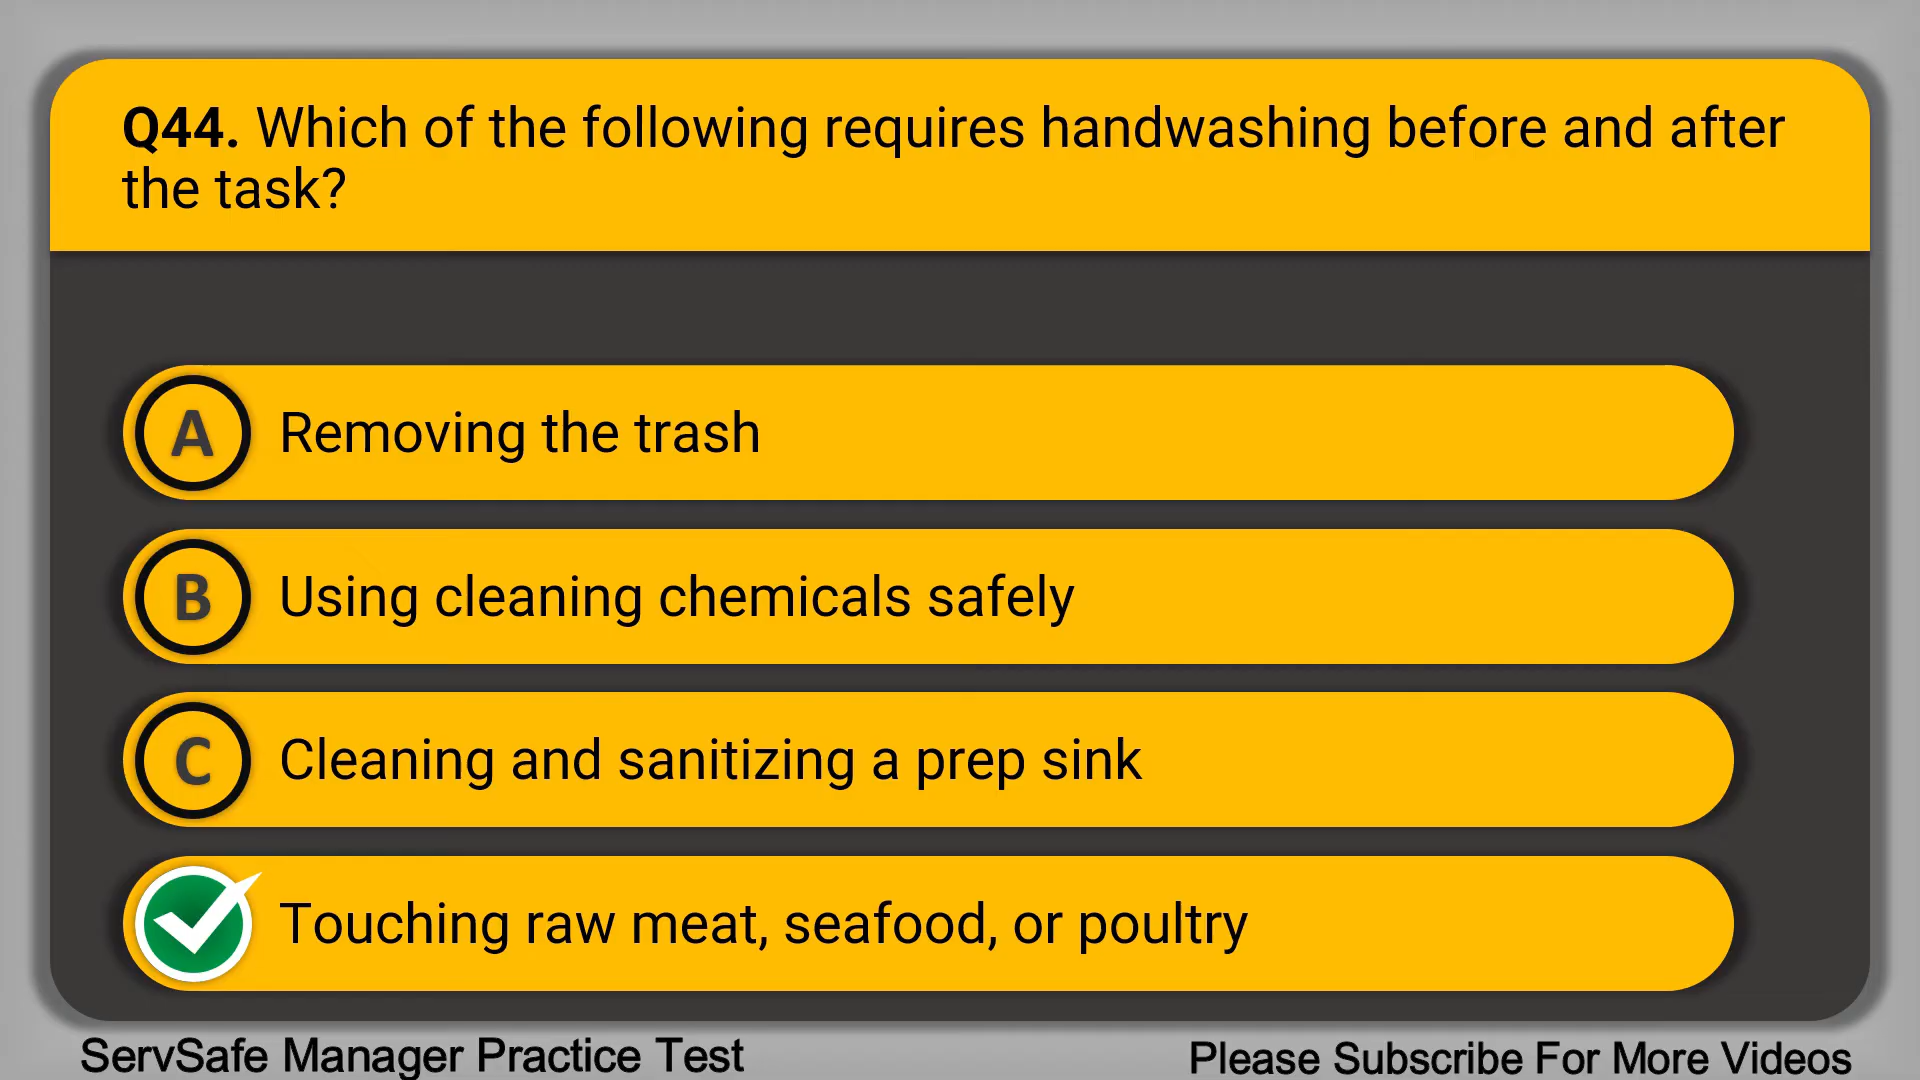 Q44. Which of the following requires handwashing before and after
the task?
A Removing the trash
B Using cleaning chemicals safely
C Cleaning and sanitizing a prep sink
Touching raw meat, seafood, or poultry
ServSafe Manager Practice Test
Please Subscribe For More Videos